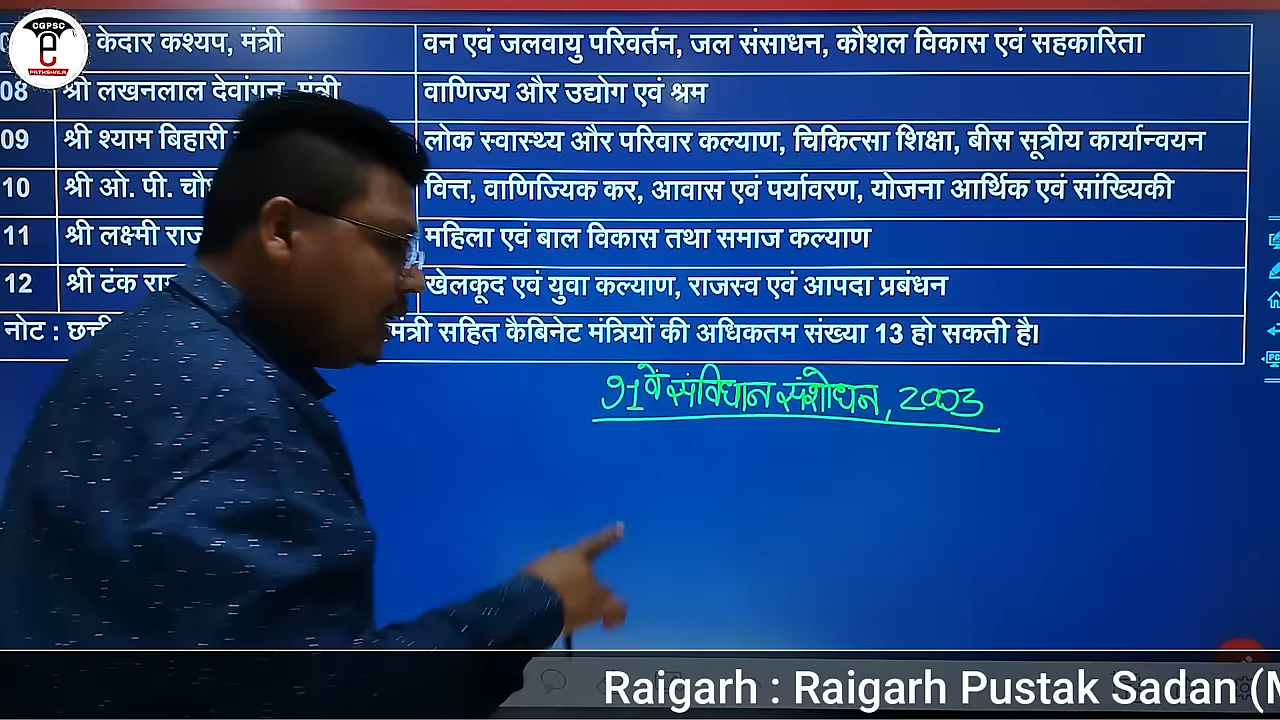 CGPSC
e
PATHSHALA
केदार कश्यप, मंत्री वन एवं जलवायु परिवर्तन, जल संसाधन, कौशल विकास एवं सहकारिता
08 श्री लखनलाल देवांगन, मंत्री वाणिज्य और उद्योग एवं श्रम
09 श्री श्याम बिहारी लोक स्वास्थ्य और परिवार कल्याण, चिकित्सा शिक्षा, बीस सूत्रीय कार्यान्वयन
10 श्री ओ. पी. वित्त, वाणिज्यिक कर, आवास एवं पर्यावरण, योजना आर्थिक एवं सांख्यिकी
11 श्री लक्ष्मी महिला एवं बाल विकास तथा समाज कल्याण
12 श्री टंक खेलकूद एवं युवा कल्याण, राजस्व एवं आपदा प्रबंधन
नोट : मंत्री सहित कैबिनेट मंत्रियों की अधिकतम संख्या 13 हो सकती है।
91वें संविधान संशोधन, 2003
Raigarh : Raigarh Pustak Sadan (